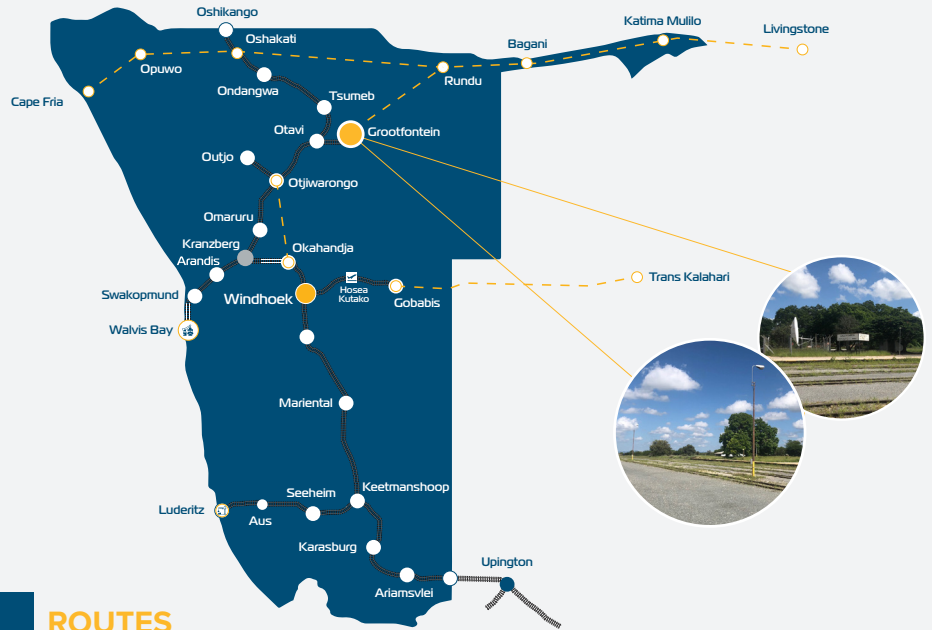 Oshikango
Oshakati
Opuwo
Ondangwa
Cape Fria
Katima Mulilo
Livingstone
Bagani
Rundu
Tsumeb
Otavi
Grootfontein
Outjo
Otjiwarongo
Omaruru
Kranzberg
Okahandja
Arandis
Swakopmund
Windhoek
Hosea
Kutako
Gobabis
Trans Kalahari
Walvis Bay
Mariental
Keetmanshoop
Seeheim
Luderitz
Aus
Karasburg
Ariamsvlei
Upington
ROUTES